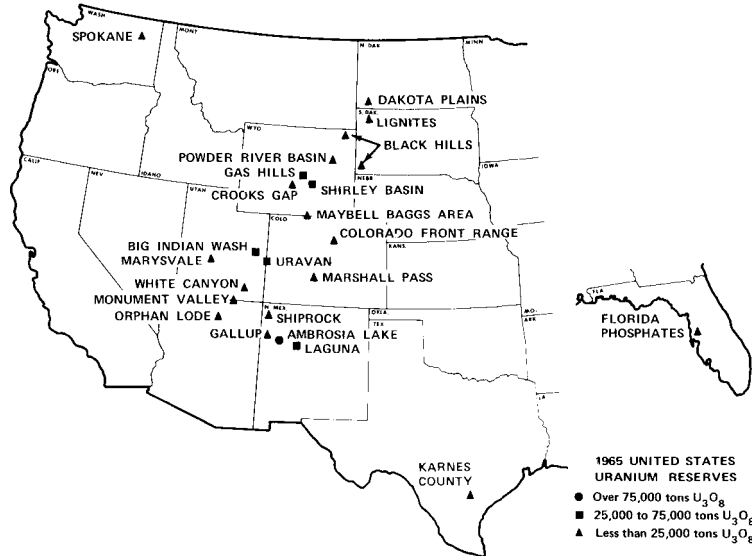 WASH
SPOKANE
MONT
N. DAK
MINN
ORE
DAKOTA PLAINS
S. DAK
LIGNITES
WYO
BLACK HILLS
POWDER RIVER BASIN
GAS HILLS
IOWA
CALIF
NEV
IDAHO
UTAH
CROOKS GAP
SHIRLEY BASIN
NEBR
COLO
MAYBELL BAGGS AREA
COLORADO FRONT RANGE
KANS.
BIG INDIAN WASH
MARYSVALE
URAVAN
MARSHALL PASS
WHITE CANYON
MONUMENT VALLEY
ORPHAN LODE
N. MEX
SHIPROCK
OKLA.
TEX
MO.
ARK
GALLUP
AMBROSIA LAKE
LAGUNA
LA
FLA
FLORIDA
PHOSPHATES
KARNES
COUNTY
1965 UNITED STATES
URANIUM RESERVES
Over 75,000 tons U3O8
25,000 to 75,000 tons U3O8
Less than 25,000 tons U3O8